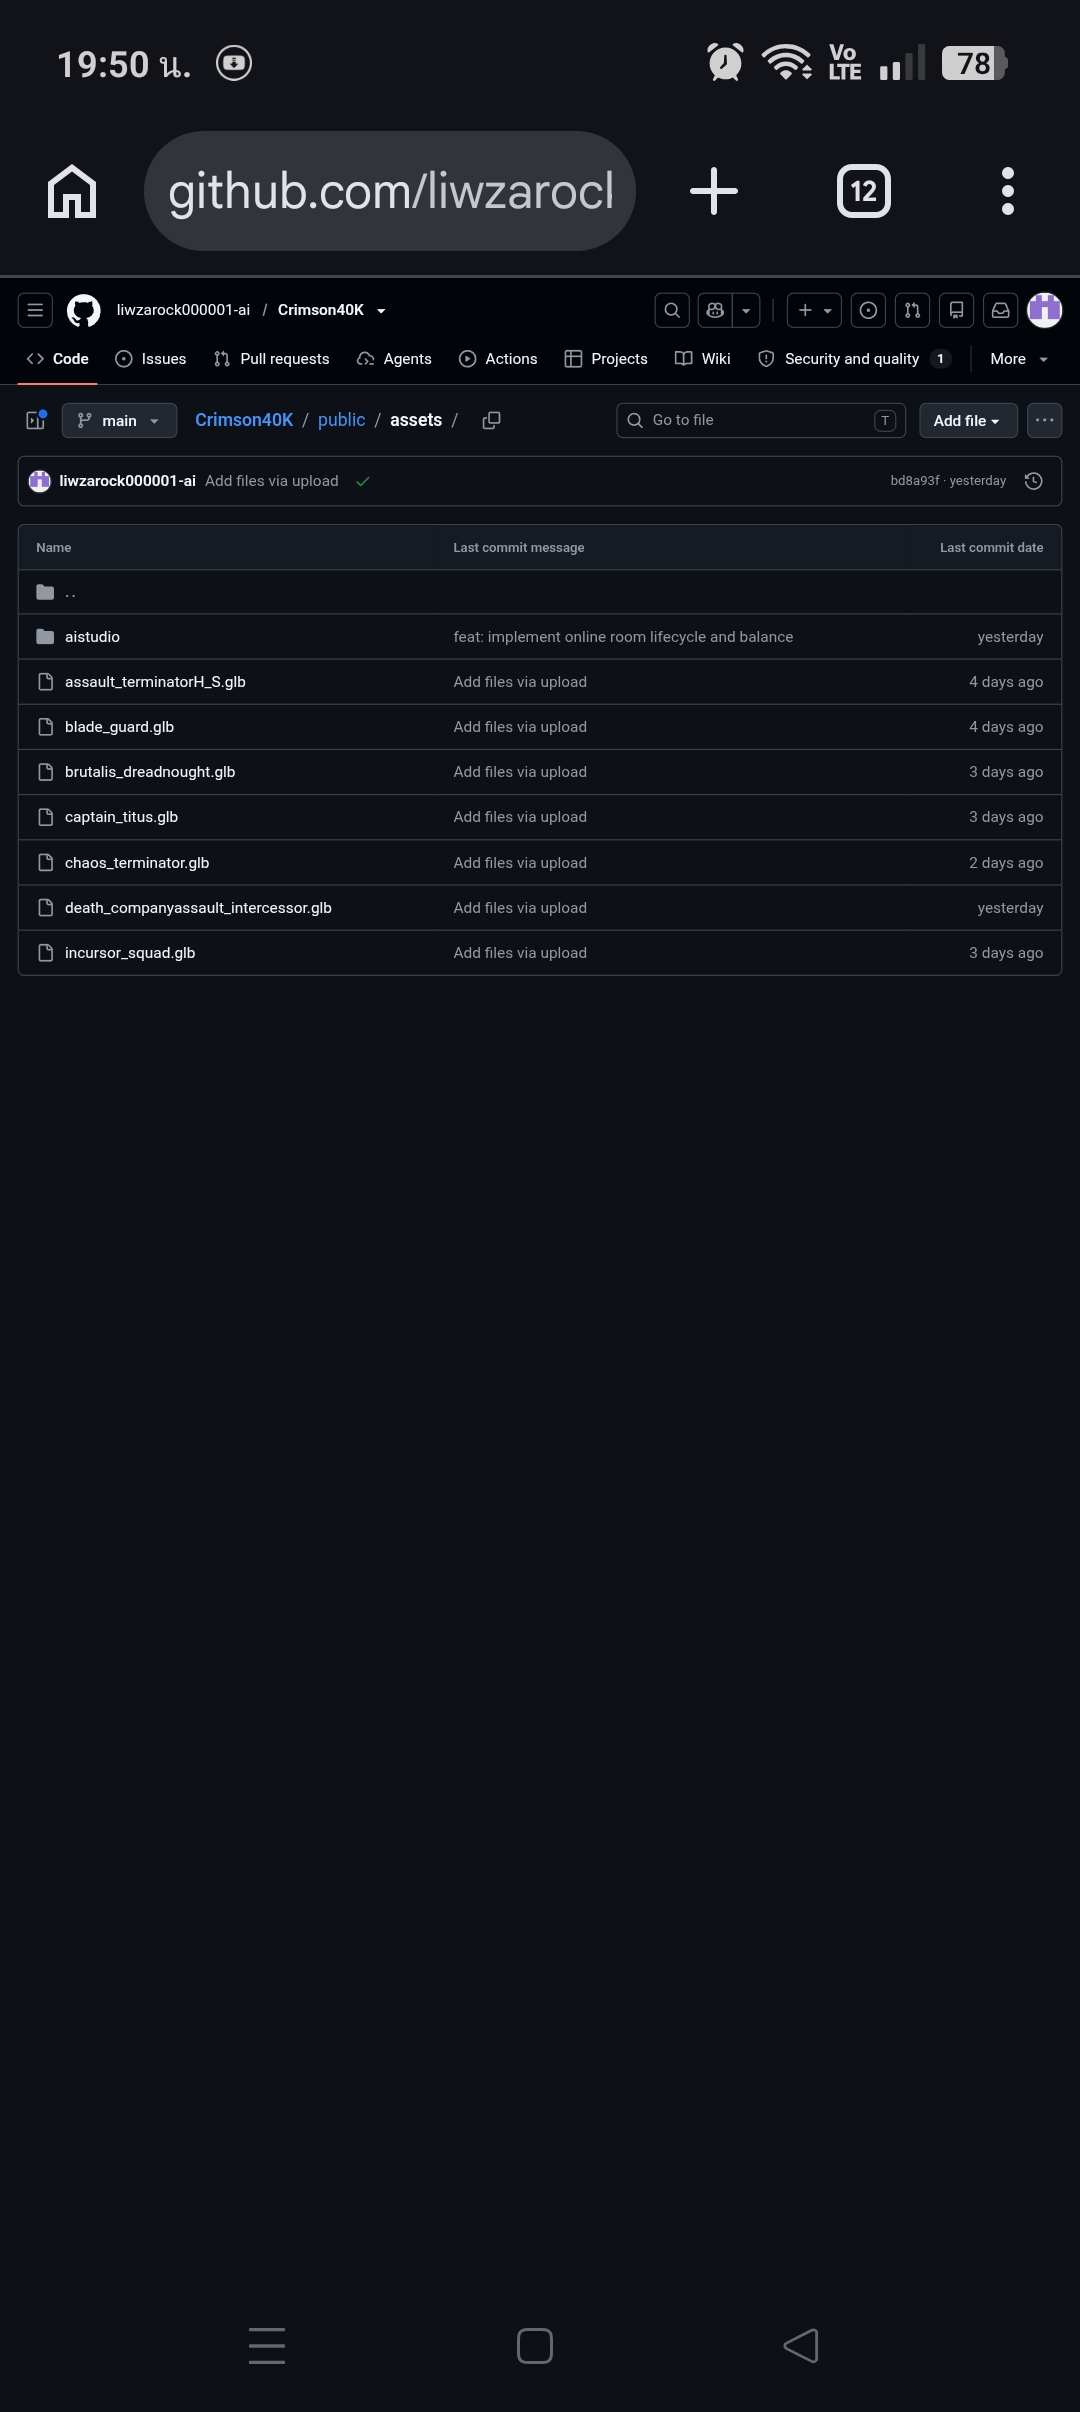 19:50 น.
Vo
LTE
78
github.com/liwzarock
12
liwzarock000001-ai / Crimson40K
Code Issues Pull requests Agents Actions Projects Wiki Security and quality 1 More
main Crimson40K / public / assets / Go to file T Add file
liwzarock000001-ai Add files via upload bd8a93f · yesterday
Name Last commit message Last commit date
..
aistudio feat: implement online room lifecycle and balance yesterday
assault_terminatorH_S.glb Add files via upload 4 days ago
blade_guard.glb Add files via upload 4 days ago
brutalis_dreadnought.glb Add files via upload 3 days ago
captain_titus.glb Add files via upload 3 days ago
chaos_terminator.glb Add files via upload 2 days ago
death_companyassault_intercessor.glb Add files via upload yesterday
incursor_squad.glb Add files via upload 3 days ago